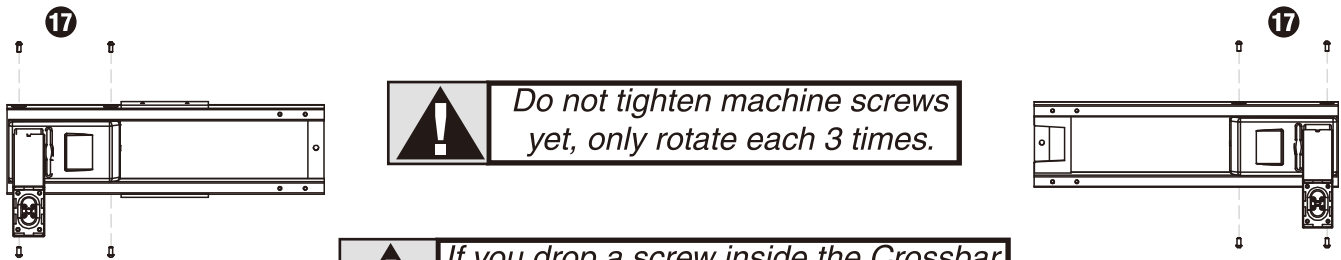 17
17
Do not tighten machine screws
yet, only rotate each 3 times.
If you drop a screw inside the Crossbar